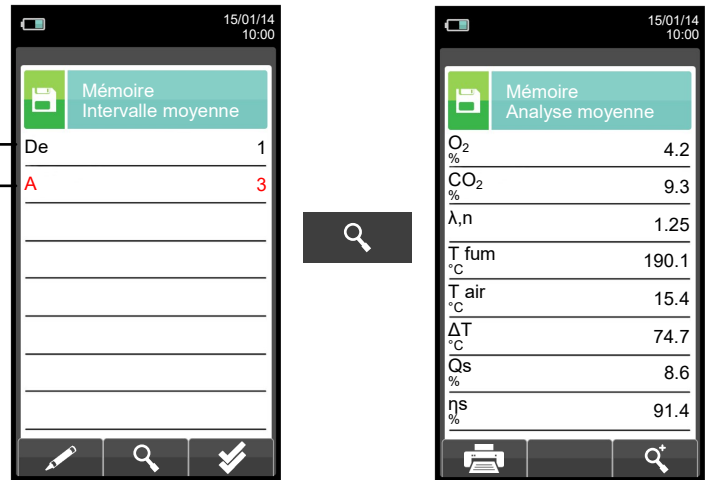 15/01/14
10:00
Mémoire
Intervalle moyenne
De 1
A 3
15/01/14
10:00
Mémoire
Analyse moyenne
O₂ % 4.2
CO₂ % 9.3
λ,n 1.25
T fum °C 190.1
T air °C 15.4
ΔT °C 74.7
Qs % 8.6
ηs % 91.4